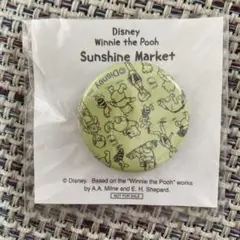 Disney
Winnie the Pooh
Sunshine Market
©Disney
© Disney. Based on the "Winnie the Pooh" works
by A.A. Milne and E. H. Shepard.
NOT FOR SALE